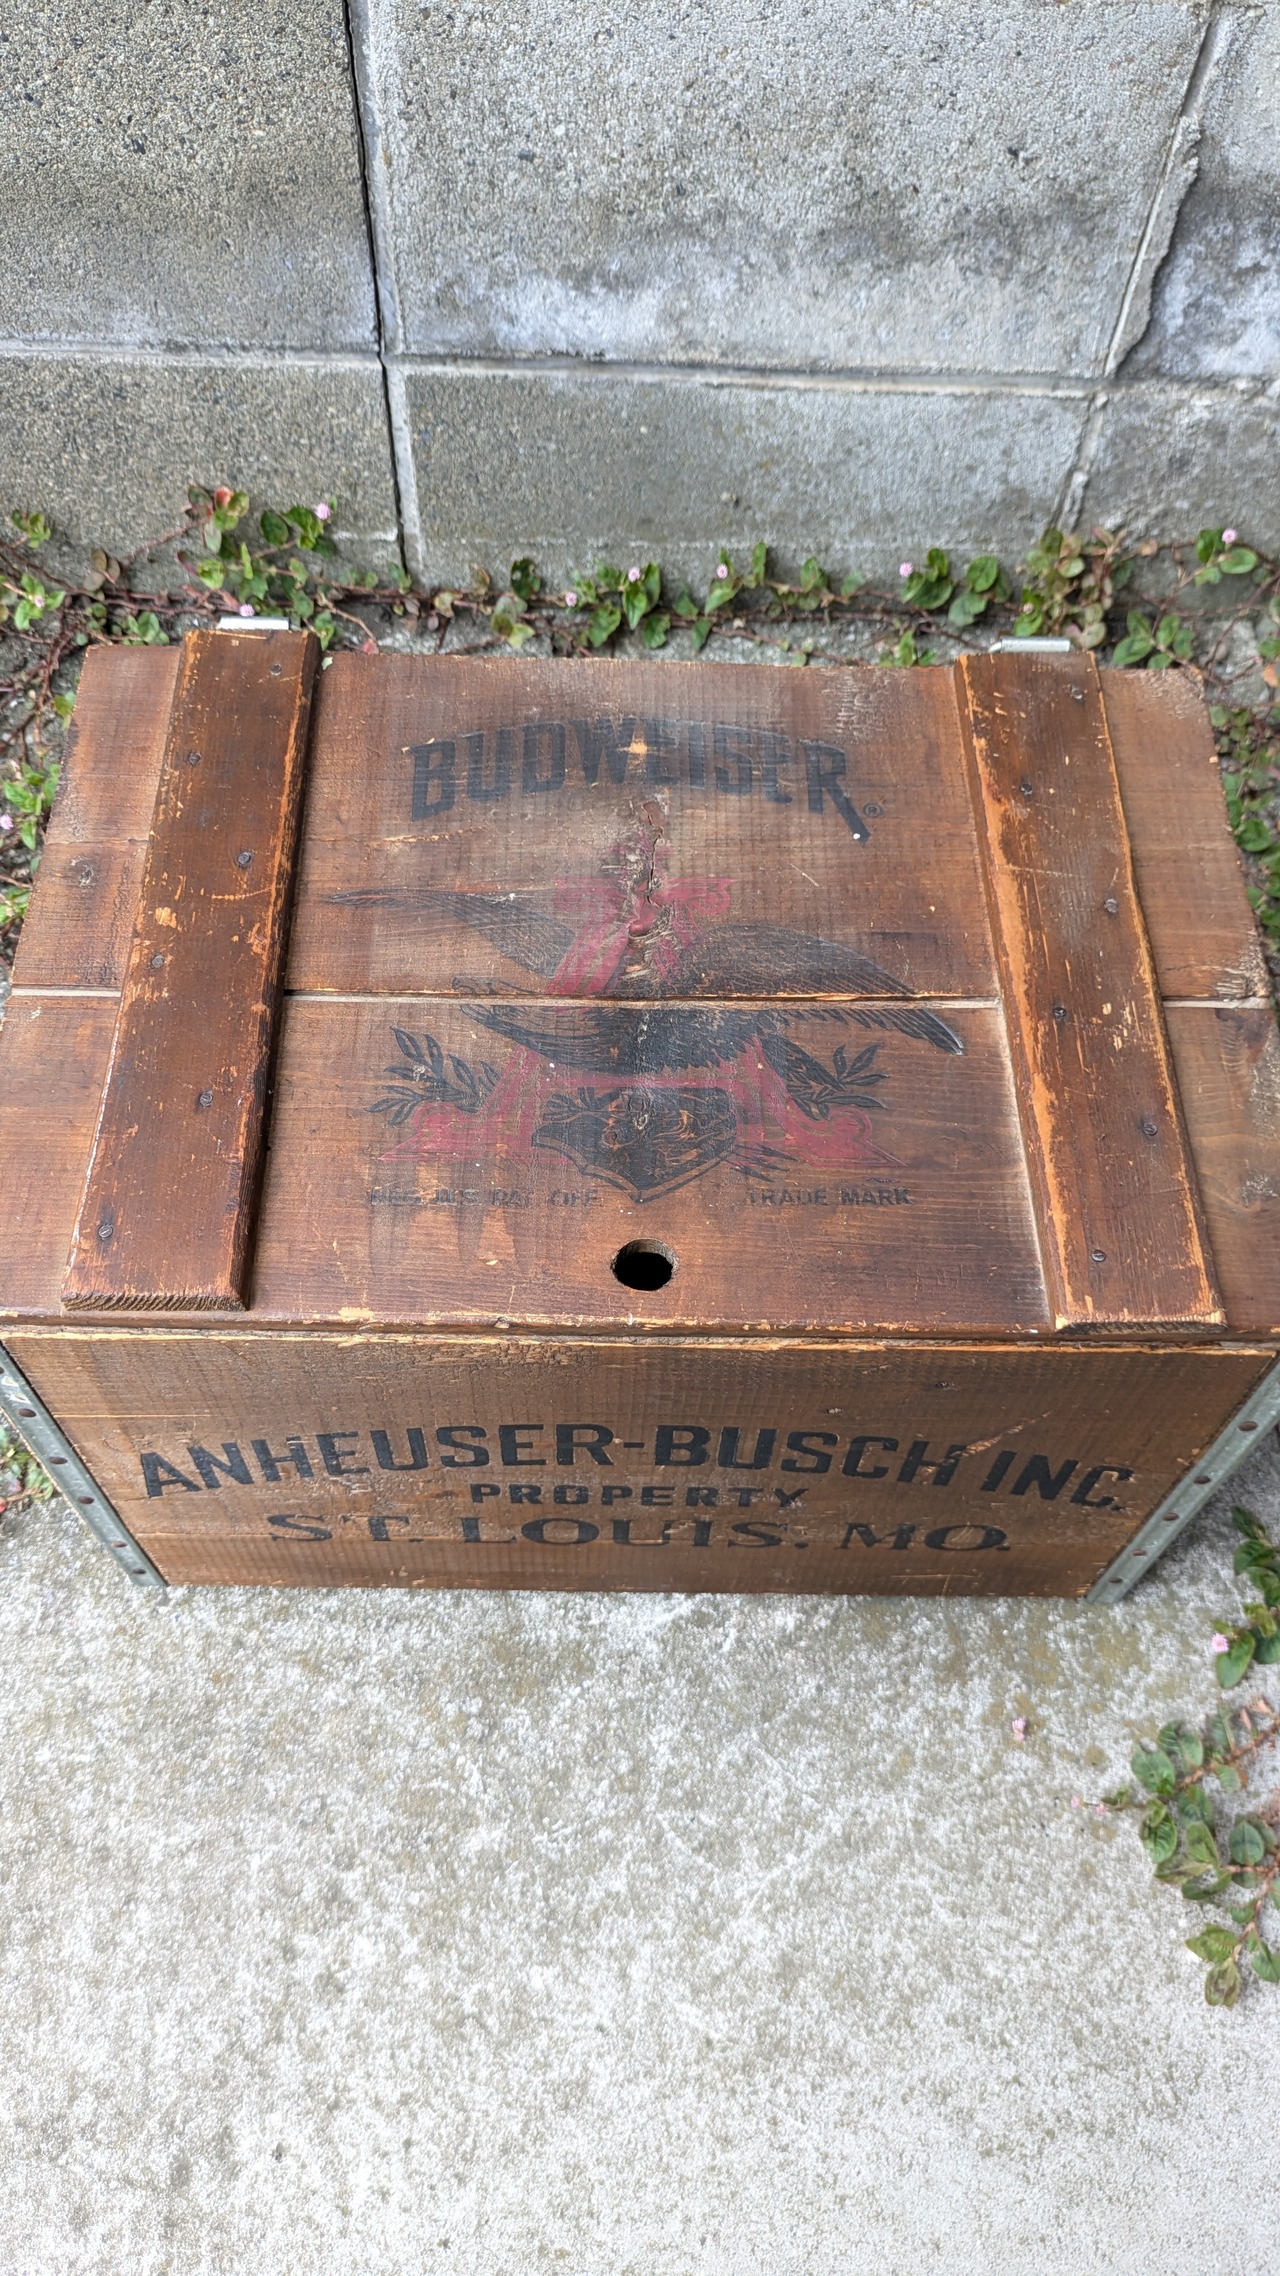 BUDWEISER®
REG. U.S. PAT. OFF. TRADE MARK
ANHEUSER-BUSCH INC.
PROPERTY
ST. LOUIS. MO.